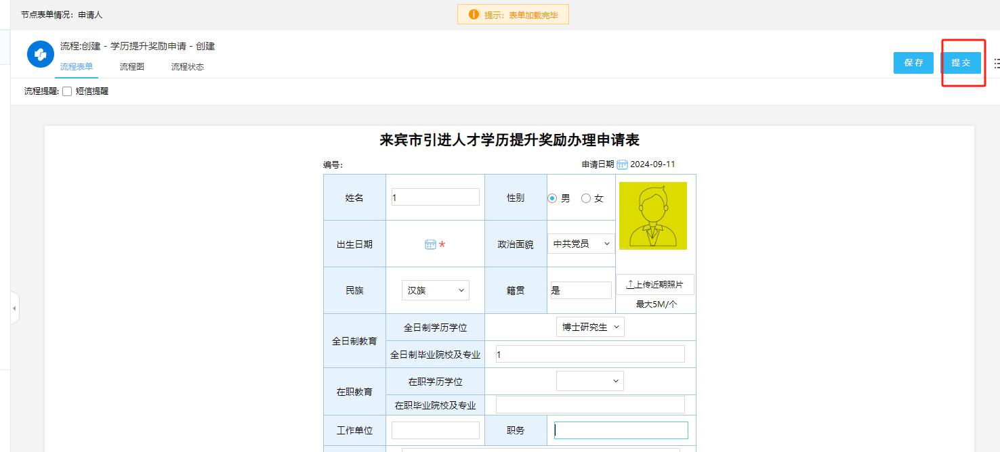 节点表单情况：申请人
提示：表单加载完毕
流程:创建 - 学历提升奖励申请 - 创建
流程表单 流程图 流程状态
保存 提交
流程提醒: 短信提醒
来宾市引进人才学历提升奖励办理申请表
编号： 申请日期 2024-09-11
姓名 1 性别 男 女
出生日期 * 政治面貌 中共党员
民族 汉族 籍贯 是 上传近期照片
最大5M/个
全日制教育 全日制学历学位 博士研究生
全日制毕业院校及专业 1
在职教育 在职学历学位
在职毕业院校及专业
工作单位 职务